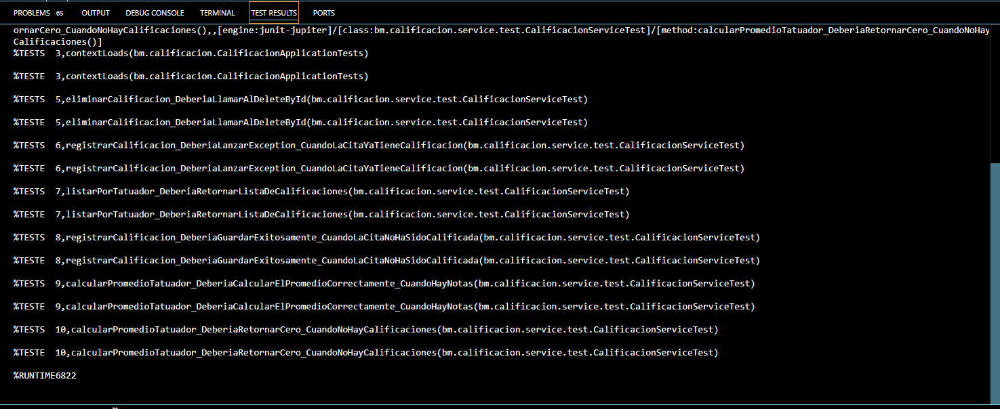 PROBLEMS 65 OUTPUT DEBUG CONSOLE TERMINAL TEST RESULTS PORTS
ornarCero_CuandoNoHayCalificaciones(),,[engine:junit-jupiter]/[class:bm.calificacion.service.test.CalificacionServiceTest]/[method:calcularPromedioTatuador_DeberiaRetornarCero_CuandoNoHay
Calificaciones()]
%TESTS 3,contextLoads(bm.calificacion.CalificacionApplicationTests)
%TESTE 3,contextLoads(bm.calificacion.CalificacionApplicationTests)
%TESTS 5,eliminarCalificacion_DeberiaLlamarAlDeleteById(bm.calificacion.service.test.CalificacionServiceTest)
%TESTE 5,eliminarCalificacion_DeberiaLlamarAlDeleteById(bm.calificacion.service.test.CalificacionServiceTest)
%TESTS 6,registrarCalificacion_DeberiaLanzarException_CuandoLaCitaYaTieneCalificacion(bm.calificacion.service.test.CalificacionServiceTest)
%TESTE 6,registrarCalificacion_DeberiaLanzarException_CuandoLaCitaYaTieneCalificacion(bm.calificacion.service.test.CalificacionServiceTest)
%TESTS 7,listarPorTatuador_DeberiaRetornarListaDeCalificaciones(bm.calificacion.service.test.CalificacionServiceTest)
%TESTE 7,listarPorTatuador_DeberiaRetornarListaDeCalificaciones(bm.calificacion.service.test.CalificacionServiceTest)
%TESTS 8,registrarCalificacion_DeberiaGuardarExitosamente_CuandoLaCitaNoHaSidoCalificada(bm.calificacion.service.test.CalificacionServiceTest)
%TESTE 8,registrarCalificacion_DeberiaGuardarExitosamente_CuandoLaCitaNoHaSidoCalificada(bm.calificacion.service.test.CalificacionServiceTest)
%TESTS 9,calcularPromedioTatuador_DeberiaCalcularElPromedioCorrectamente_CuandoHayNotas(bm.calificacion.service.test.CalificacionServiceTest)
%TESTE 9,calcularPromedioTatuador_DeberiaCalcularElPromedioCorrectamente_CuandoHayNotas(bm.calificacion.service.test.CalificacionServiceTest)
%TESTS 10,calcularPromedioTatuador_DeberiaRetornarCero_CuandoNoHayCalificaciones(bm.calificacion.service.test.CalificacionServiceTest)
%TESTE 10,calcularPromedioTatuador_DeberiaRetornarCero_CuandoNoHayCalificaciones(bm.calificacion.service.test.CalificacionServiceTest)
%RUNTIME6822